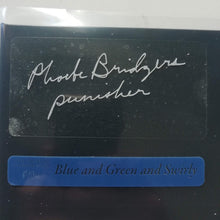 Phoebe Bridgers
punisher
Blue and Green and Swirly